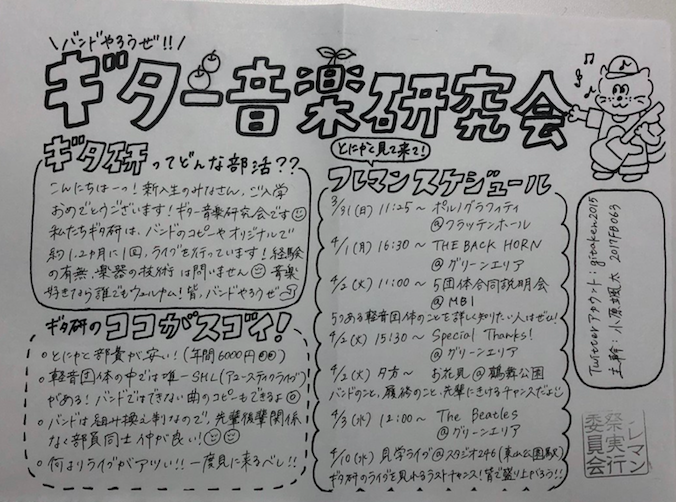 バンドやろうぜ!!
ギター音楽研究会
ギタ研ってどんな部活??
こんにちはーっ!新入生のみなさん、ご入学
おめでとうございます!ギター音楽研究会です
私たちギタ研は、バンドのコピーやオリジナルで
約1、2ヵ月に1回、ライブを行っています!経験
の有無、楽器の技術は問いません 音楽
好きなら誰でもウェルカム!皆、バンドやろうぜ
ギタ研のココがスゴイ!
○とにかく部費が安い!(年間6000円)
○軽音団体の中では唯一SHL(アコースティックライブ)
がある!バンドではできない曲のコピーもできるよ
○バンドは組み換え制なので、先輩後輩関係
なく部員同士仲が良い!
○何よりライブがアツい!!一度見に来るべし!!
とにかく見て来て!
フレマンスケジュール
3/31(日) 11:25~ ポルノグラフィティ
@フラッテンホール
4/1(月) 16:30~ THE BACK HORN
@グリーンエリア
4/2(火) 11:00~ 5団体合同説明会
@MB1
5つある軽音団体のことを詳しく知りたい人はぜひ!
4/2(火) 15:30~ Special Thanks!
@グリーンエリア
4/2(火) 夕方~ お花見@鶴舞公園
バンドのこと、履修のこと、先輩にきけるチャンスだよ
4/3(水) 12:00~ The Beatles
@グリーンエリア
4/10(水) 見学ライブ@スタジオ246(東山公園駅)
ギタ研のライブを見れるラストチャンス!皆で盛り上がろう!!
Twitterアカウント:gitaken2015
主幹:小原颯太 2017FB063
レマン
祭実行
委員会